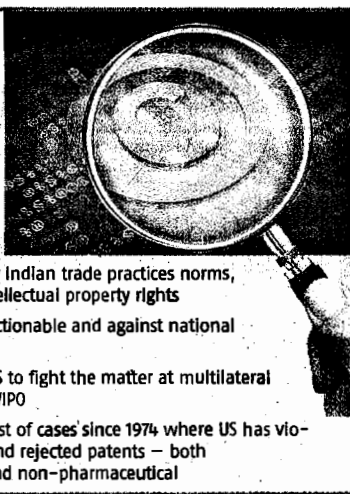 Indian trade practices norms,
ellectual property rights
ctionable and against national
S to fight the matter at multilateral
VIPO
st of cases since 1974 where US has vio-
nd rejected patents — both
nd non-pharmaceutical